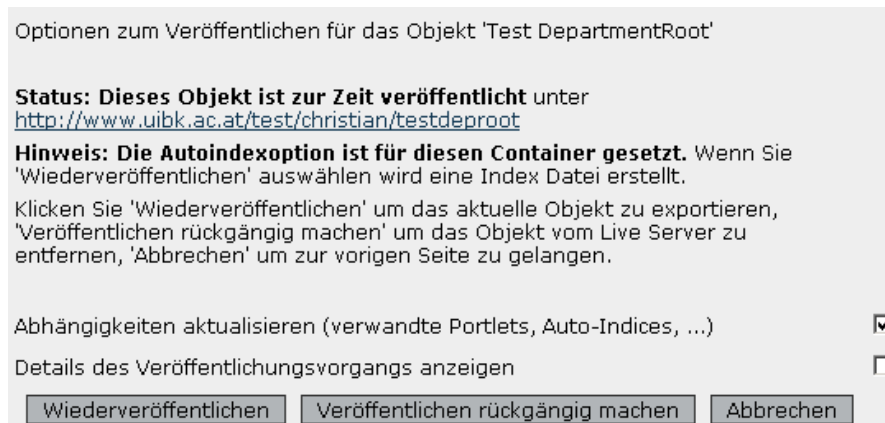 Optionen zum Veröffentlichen für das Objekt 'Test DepartmentRoot'
Status: Dieses Objekt ist zur Zeit veröffentlicht unter
http://www.uibk.ac.at/test/christian/testdeproot
Hinweis: Die Autoindexoption ist für diesen Container gesetzt. Wenn Sie
'Wiederveröffentlichen' auswählen wird eine Index Datei erstellt.
Klicken Sie 'Wiederveröffentlichen' um das aktuelle Objekt zu exportieren,
'Veröffentlichen rückgängig machen' um das Objekt vom Live Server zu
entfernen, 'Abbrechen' um zur vorigen Seite zu gelangen.
Abhängigkeiten aktualisieren (verwandte Portlets, Auto-Indices, ...)
Details des Veröffentlichungsvorgangs anzeigen
Wiederveröffentlichen Veröffentlichen rückgängig machen Abbrechen